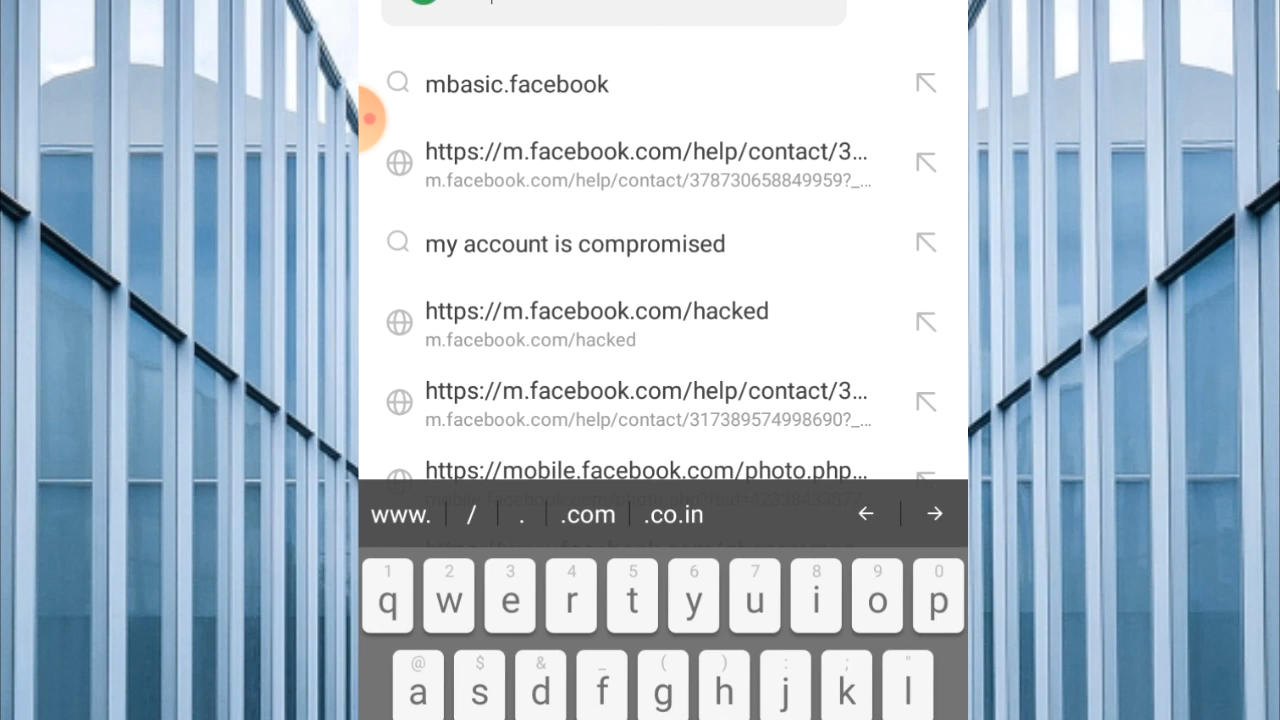 mbasic.facebook
https://m.facebook.com/help/contact/3...
m.facebook.com/help/contact/378730658849959?_...
my account is compromised
https://m.facebook.com/hacked
m.facebook.com/hacked
https://m.facebook.com/help/contact/3...
m.facebook.com/help/contact/317389574998690?_...
https://mobile.facebook.com/photo.php...
www. / . .com .co.in ← →
1 2 3 4 5 6 7 8 9 0
q w e r t y u i o p
@ $ & _ ( ) : ; "
a s d f g h j k l